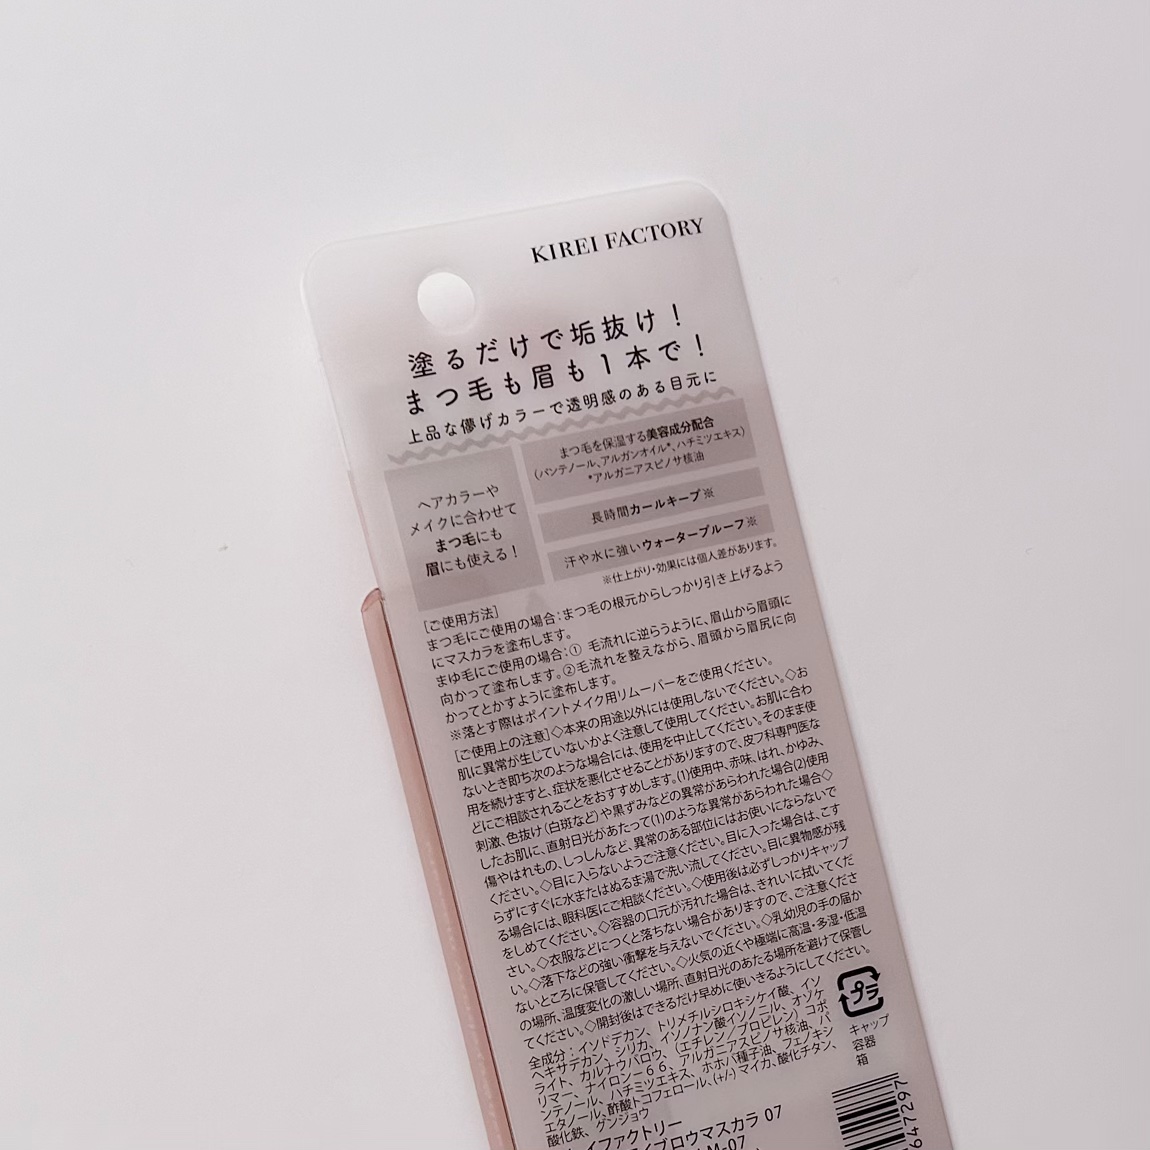 KIREI FACTORY
塗るだけで垢抜け！
まつ毛も眉も1本で！
上品な儚げカラーで透明感のある目元に
ヘアカラーや
メイクに合わせて
まつ毛にも
眉にも使える！
まつ毛を保湿する美容成分配合
(パンテノール、アルガンオイル*、ハチミツエキス)
*アルガニアスピノサ核油
長時間カールキープ※
汗や水に強いウォータープルーフ※
※仕上がり・効果には個人差があります。
[ご使用方法]
まつ毛にご使用の場合:まつ毛の根元からしっかり引き上げるよう
にマスカラを塗布します。
まゆ毛にご使用の場合:① 毛流れに逆らうように、眉山から眉頭に
向かって塗布します。②毛流れを整えながら、眉頭から眉尻に向
かってとかすように塗布します。
※落とす際はポイントメイク用リムーバーをご使用ください。
[ご使用上の注意]◇本来の用途以外には使用しないでください。◇お
肌に異常が生じていないかよく注意して使用してください。お肌に合わ
ないとき即ち次のような場合には、使用を中止してください。そのまま使
用を続けますと、症状を悪化させることがありますので、皮フ科専門医な
どにご相談されることをおすすめします。(1)使用中、赤味、はれ、かゆみ、
刺激、色抜け(白斑など)や黒ずみなどの異常があらわれた場合(2)使用
したお肌に、直射日光があたって(1)のような異常があらわれた場合◇
傷やはれもの、しっしんなど、異常のある部位にはお使いにならないで
ください。◇目に入らないようご注意ください。目に入った場合は、こす
らずにすぐに水またはぬるま湯で洗い流してください。目に異物感が残
る場合には、眼科医にご相談ください。◇使用後は必ずしっかりキャップ
をしめてください。◇容器の口元が汚れた場合は、きれいに拭いてくだ
さい。◇衣服などにつくと落ちない場合がありますので、ご注意くださ
い。◇落下などの強い衝撃を与えないでください。◇乳幼児の手の届か
ないところに保管してください。◇火気の近くや極端に高温・多湿・低温
の場所、温度変化の激しい場所、直射日光のあたる場所を避けて保管し
てください。◇開封後はできるだけ早めに使いきるようにしてください。
全成分：イソドデカン、トリメチルシロキシケイ酸、イソ
ヘキサデカン、シリカ、イソノナン酸イソノニル、オゾケ
ライト、カルナウバロウ、(エチレン／プロピレン)コポ
リマー、ナイロン－66、アルガニアスピノサ核油、パ
ンテノール、ハチミツエキス、ホホバ種子油、フェノキシ
エタノール、酢酸トコフェロール、(+/-)マイカ、酸化チタン、
酸化鉄、グンジョウ
プラ
キャップ
容器
箱
イファクトリー
ブロウマスカラ 07
M-07
647297